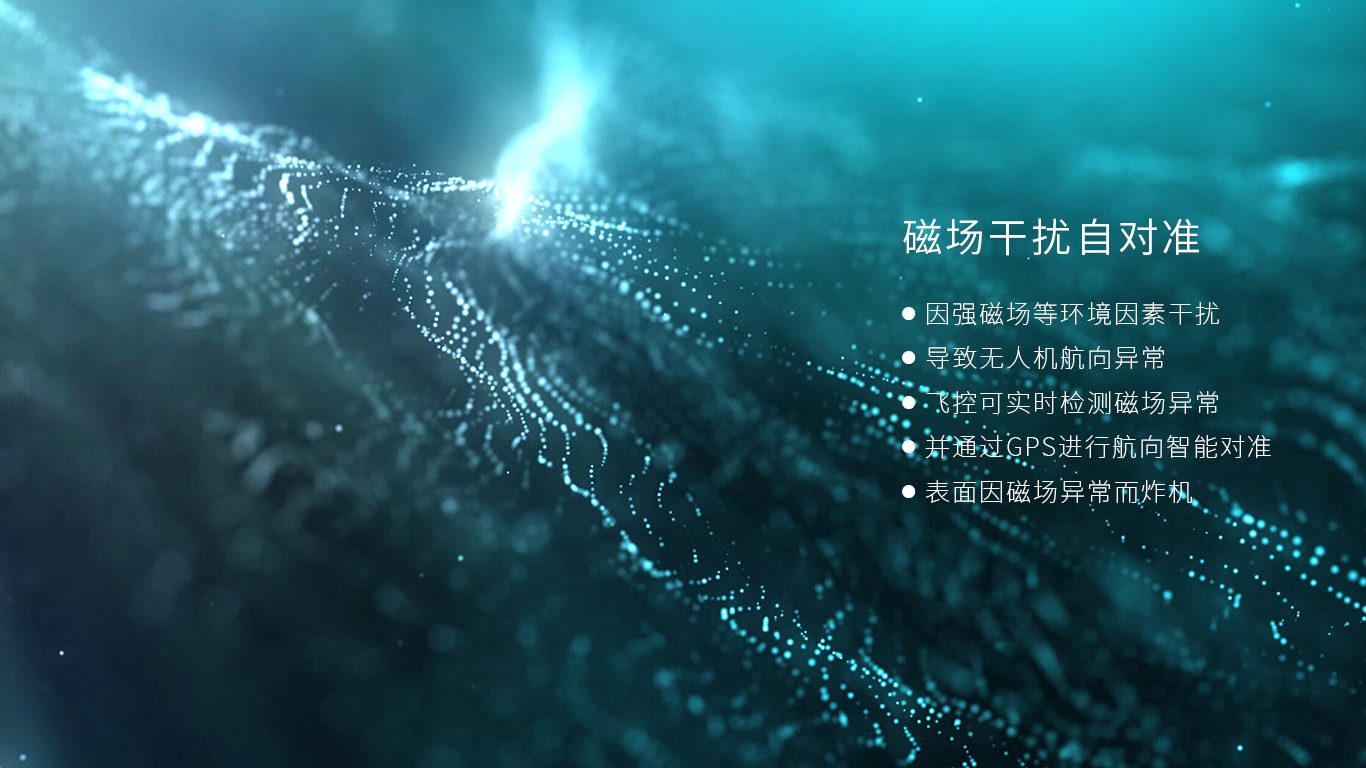 磁场干扰自对准
因强磁场等环境因素干扰
导致无人机航向异常
飞控可实时检测磁场异常
并通过GPS进行航向智能对准
表面因磁场异常而炸机